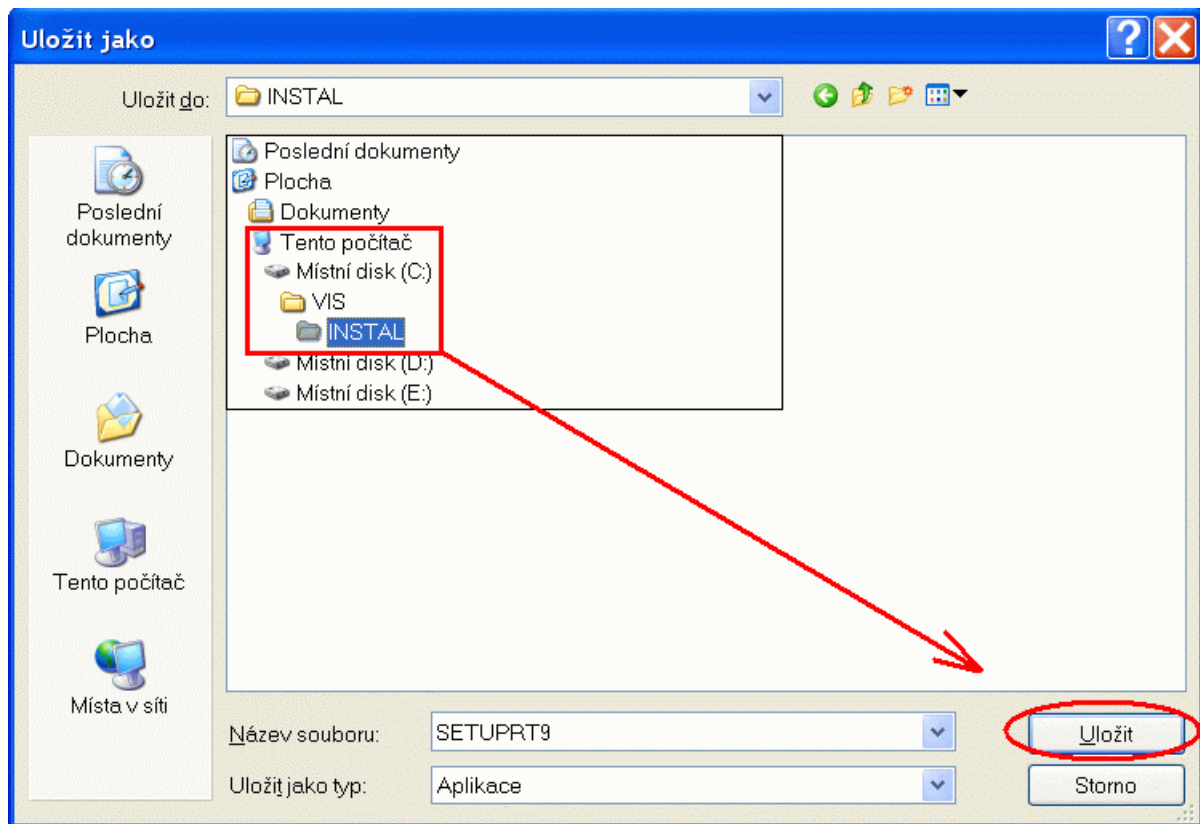 Uložit jako
Uložit do:
INSTAL
Poslední dokumenty
Plocha
Dokumenty
Tento počítač
Místní disk (C:)
VIS
INSTAL
Místní disk (D:)
Místní disk (E:)
Poslední
dokumenty
Plocha
Dokumenty
Tento počítač
Místa v síti
Název souboru:
SETUPRT9
Uložit
Uložit jako typ:
Aplikace
Storno